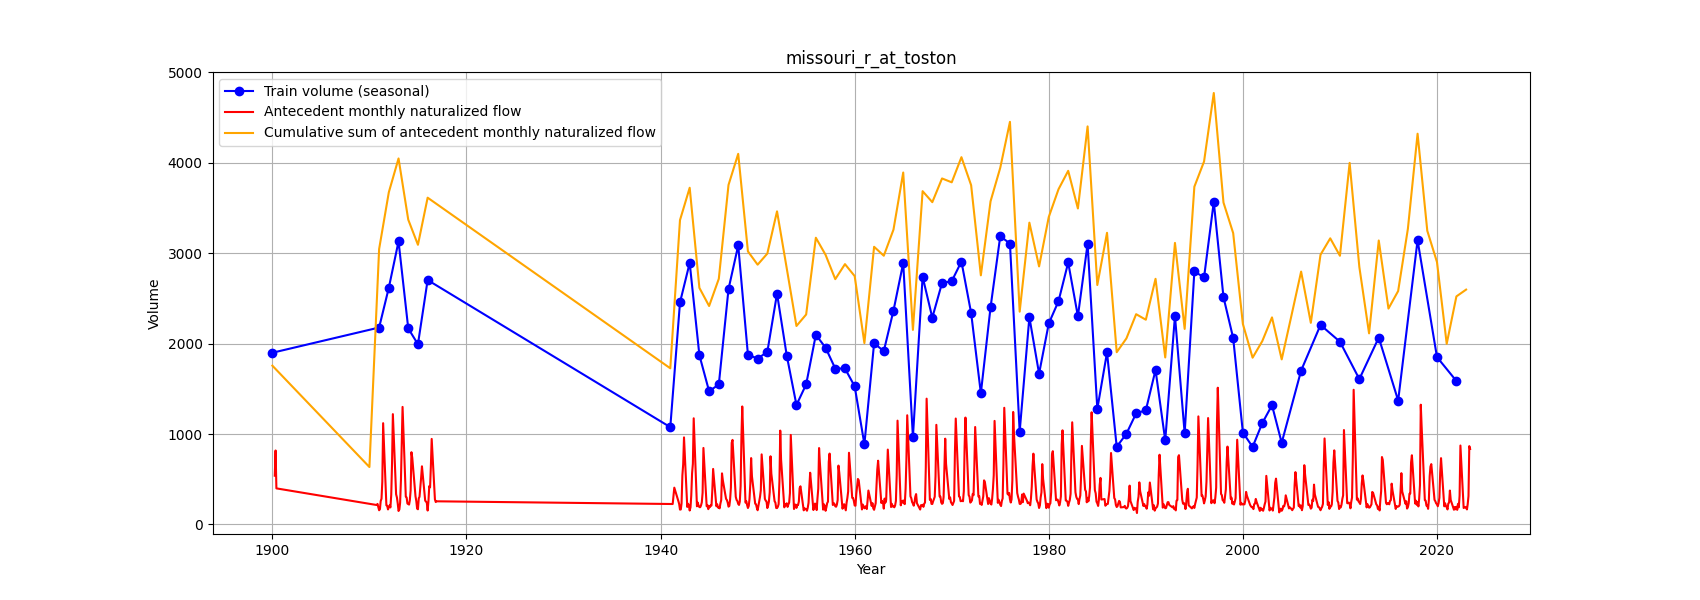 missouri_r_at_toston
5000
4000
3000
2000
1000
0
Volume
Train volume (seasonal)
Antecedent monthly naturalized flow
Cumulative sum of antecedent monthly naturalized flow
1900 1920 1940 1960 1980 2000 2020
Year